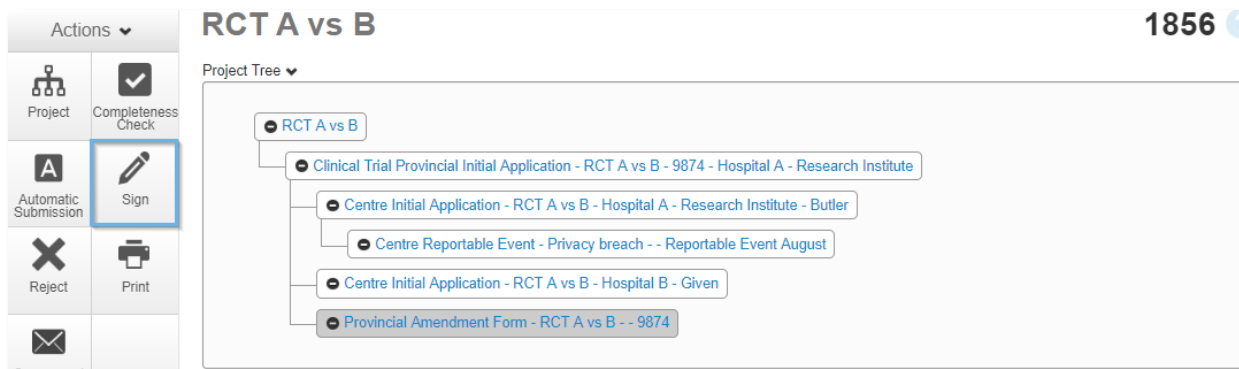 Actions
RCT A vs B
1856
Project Tree
Project
Completeness
Check
RCT A vs B
Clinical Trial Provincial Initial Application - RCT A vs B - 9874 - Hospital A - Research Institute
Automatic
Submission
Sign
Centre Initial Application - RCT A vs B - Hospital A - Research Institute - Butler
Centre Reportable Event - Privacy breach - - Reportable Event August
Reject
Print
Centre Initial Application - RCT A vs B - Hospital B - Given
Provincial Amendment Form - RCT A vs B - - 9874